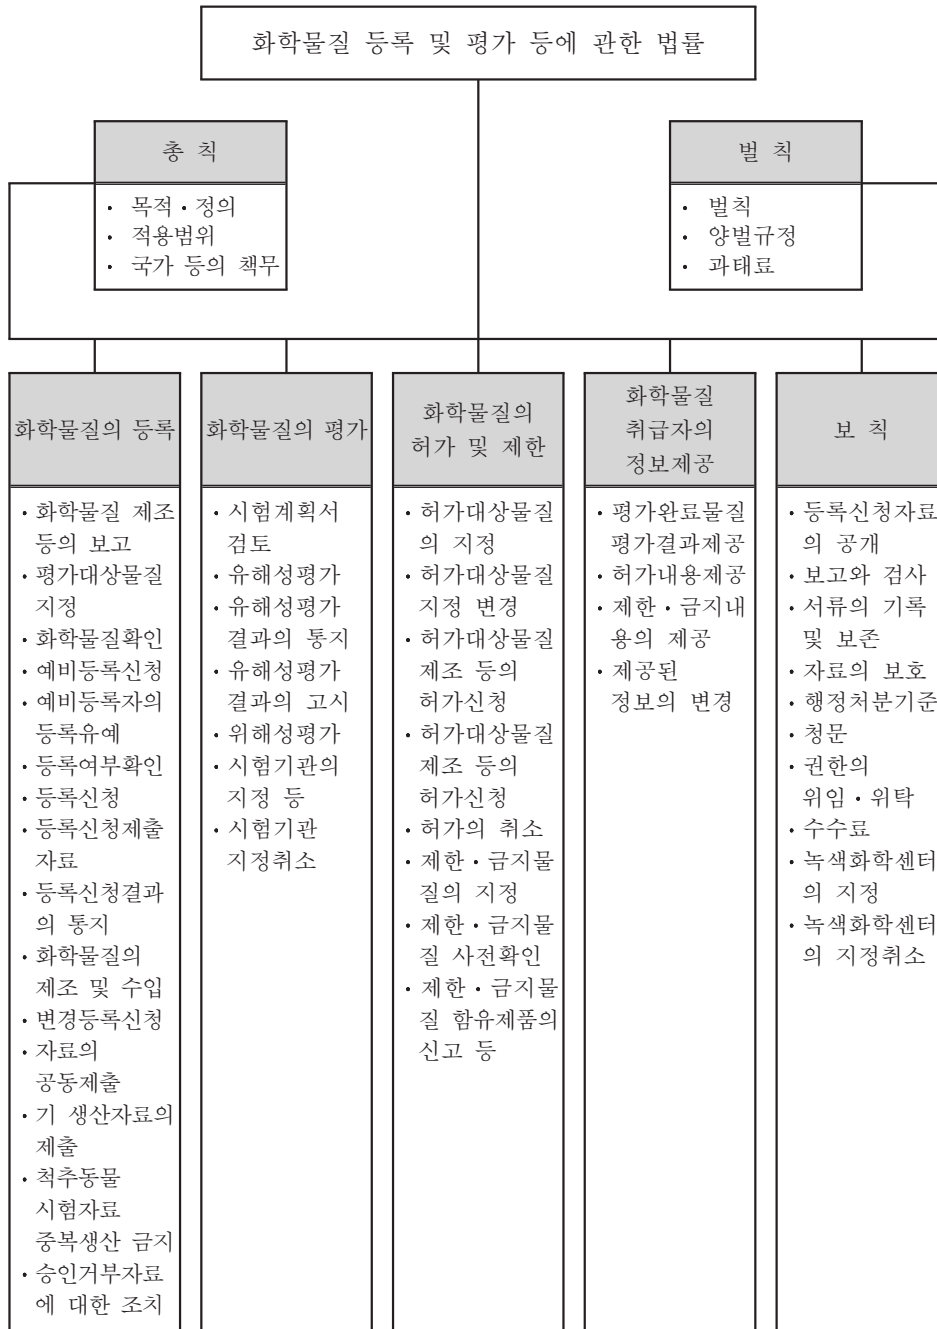 화학물질 등록 및 평가 등에 관한 법률
총 칙
· 목적·정의
· 적용범위
· 국가 등의 책무
벌 칙
· 벌칙
· 양벌규정
· 과태료
화학물질의 등록
· 화학물질 제조
등의 보고
· 평가대상물질
지정
· 화학물질확인
· 예비등록신청
· 예비등록자의
등록유예
· 등록여부확인
· 등록신청
· 등록신청제출
자료
· 등록신청결과
의 통지
· 화학물질의
제조 및 수입
· 변경등록신청
· 자료의
공동제출
· 기 생산자료의
제출
· 척추동물
시험자료
중복생산 금지
· 승인거부자료
에 대한 조치
화학물질의 평가
· 시험계획서
검토
· 유해성평가
· 유해성평가
결과의 통지
· 유해성평가
결과의 고시
· 위해성평가
· 시험기관의
지정 등
· 시험기관
지정취소
화학물질의
허가 및 제한
· 허가대상물질
의 지정
· 허가대상물질
지정 변경
· 허가대상물질
제조 등의
허가신청
· 허가대상물질
제조 등의
허가신청
· 허가의 취소
· 제한·금지물
질의 지정
· 제한·금지물
질 사전확인
· 제한·금지물
질 함유제품의
신고 등
화학물질
취급자의
정보제공
· 평가완료물질
평가결과제공
· 허가내용제공
· 제한·금지내
용의 제공
· 제공된
정보의 변경
보 칙
· 등록신청자료
의 공개
· 보고와 검사
· 서류의 기록
및 보존
· 자료의 보호
· 행정처분기준
· 청문
· 권한의
위임·위탁
· 수수료
· 녹색화학센터
의 지정
· 녹색화학센터
의 지정취소